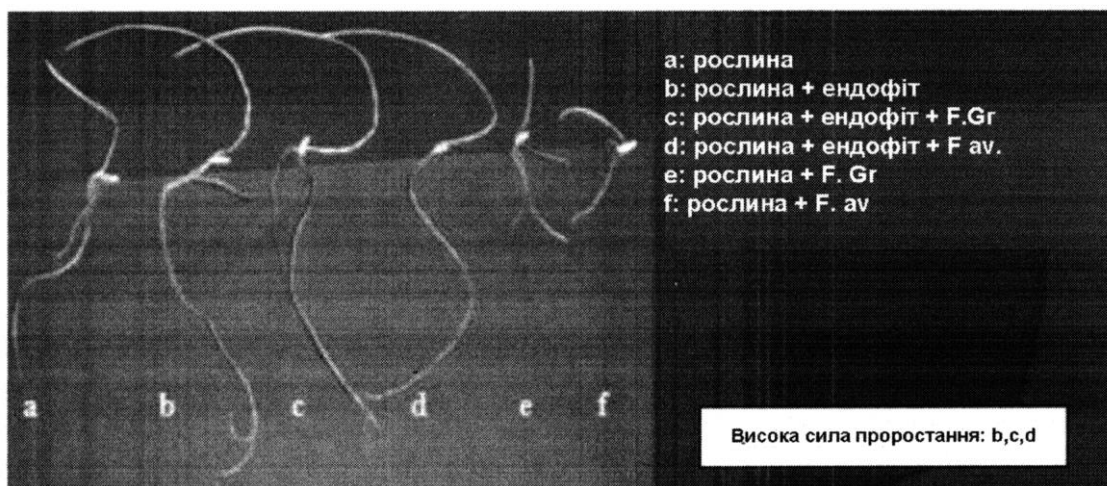 a: рослина
b: рослина + ендофіт
c: рослина + ендофіт + F.Gr
d: рослина + ендофіт + F av.
e: рослина + F. Gr
f: рослина + F. av
a b c d e f
Висока сила проростання: b,c,d